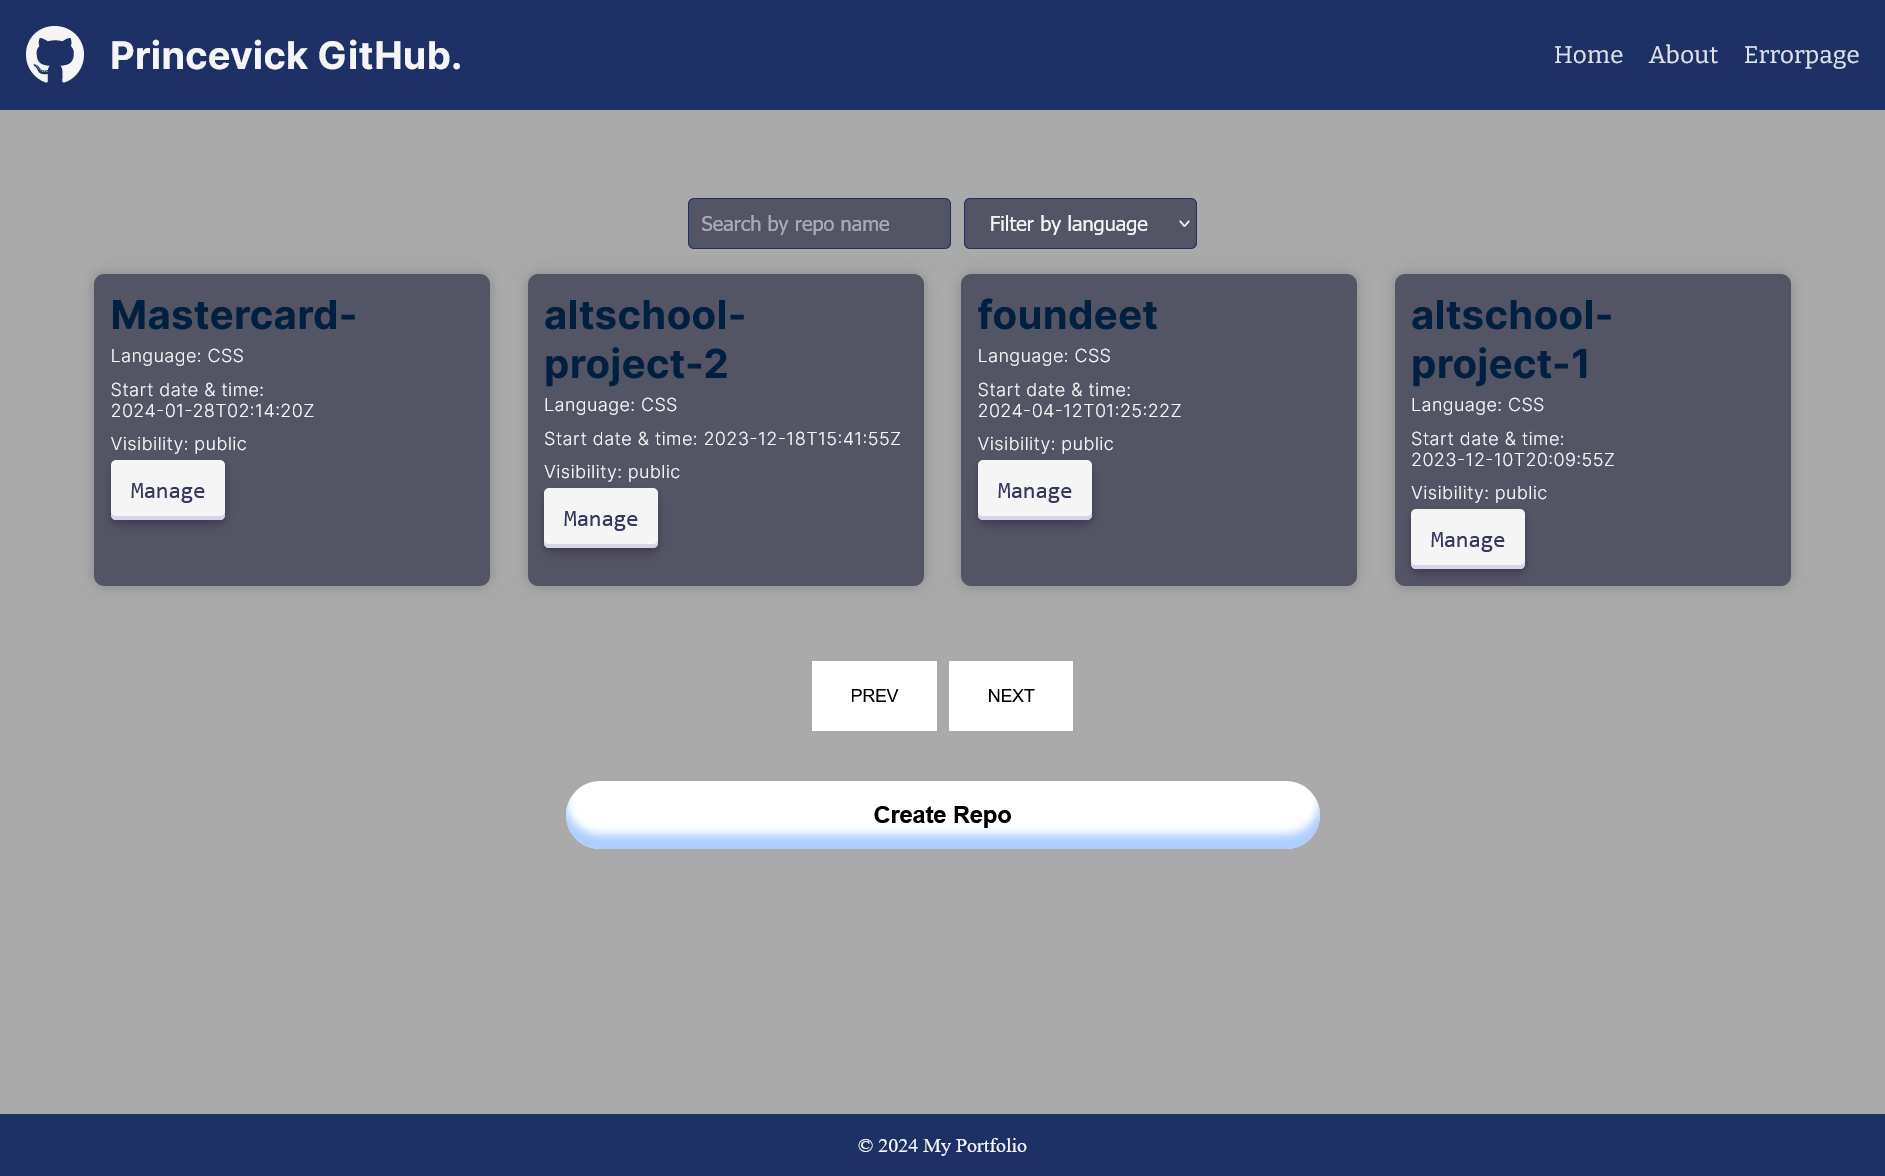 Princevick GitHub.
Home About Errorpage
Search by repo name
Filter by language
Mastercard-
Language: CSS
Start date & time:
2024-01-28T02:14:20Z
Visibility: public
Manage
altschool-
project-2
Language: CSS
Start date & time: 2023-12-18T15:41:55Z
Visibility: public
Manage
foundeet
Language: CSS
Start date & time:
2024-04-12T01:25:22Z
Visibility: public
Manage
altschool-
project-1
Language: CSS
Start date & time:
2023-12-10T20:09:55Z
Visibility: public
Manage
PREV NEXT
Create Repo
© 2024 My Portfolio